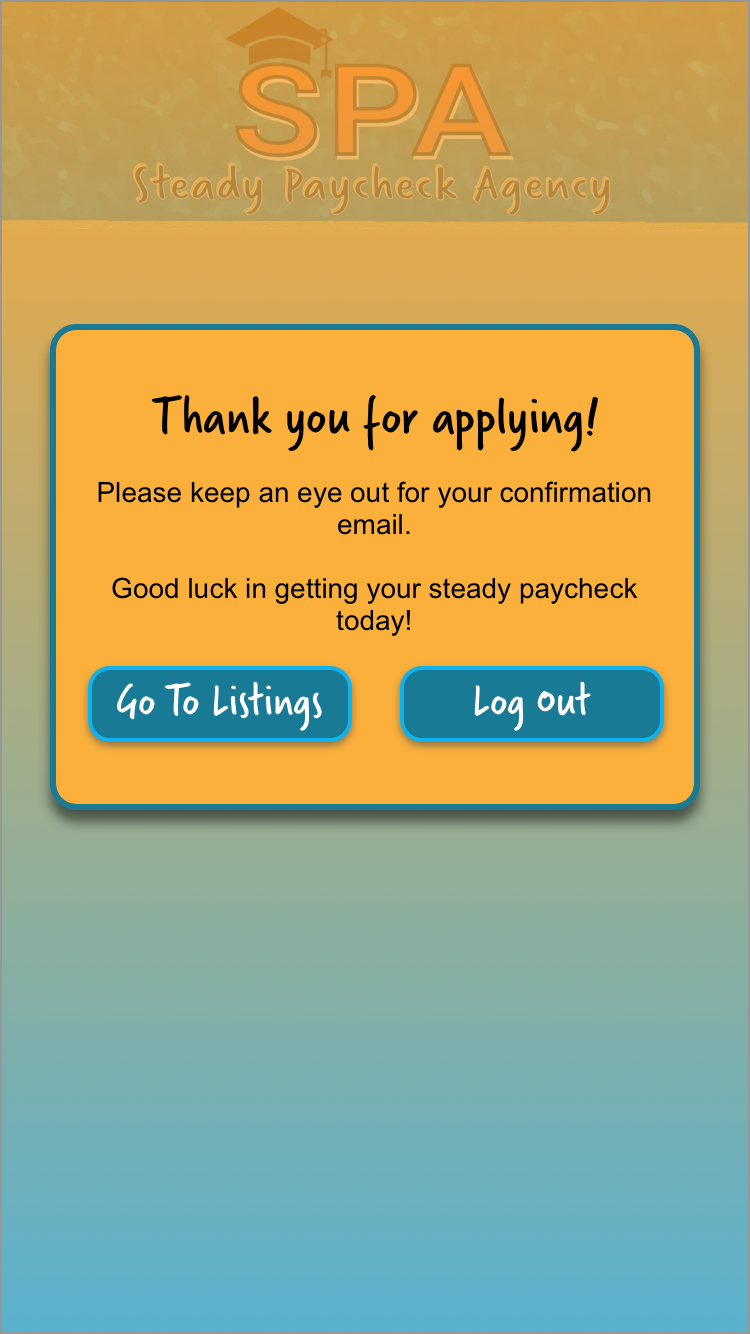 SPA
Steady Paycheck Agency
Thank you for applying!
Please keep an eye out for your confirmation
email.
Good luck in getting your steady paycheck
today!
Go To Listings
Log Out